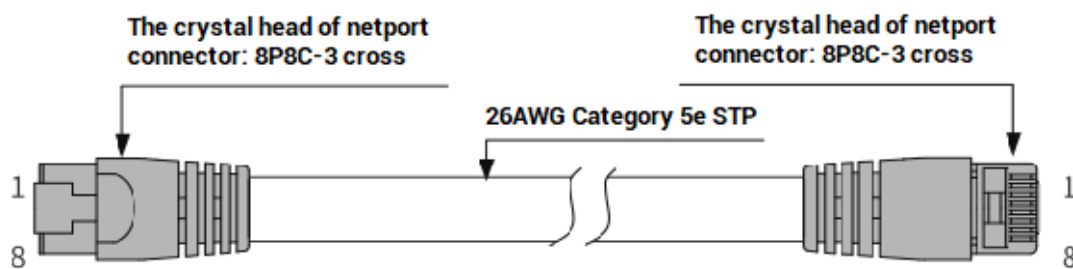 The crystal head of netport
connector: 8P8C-3 cross
The crystal head of netport
connector: 8P8C-3 cross
26AWG Category 5e STP
1
1
8
8